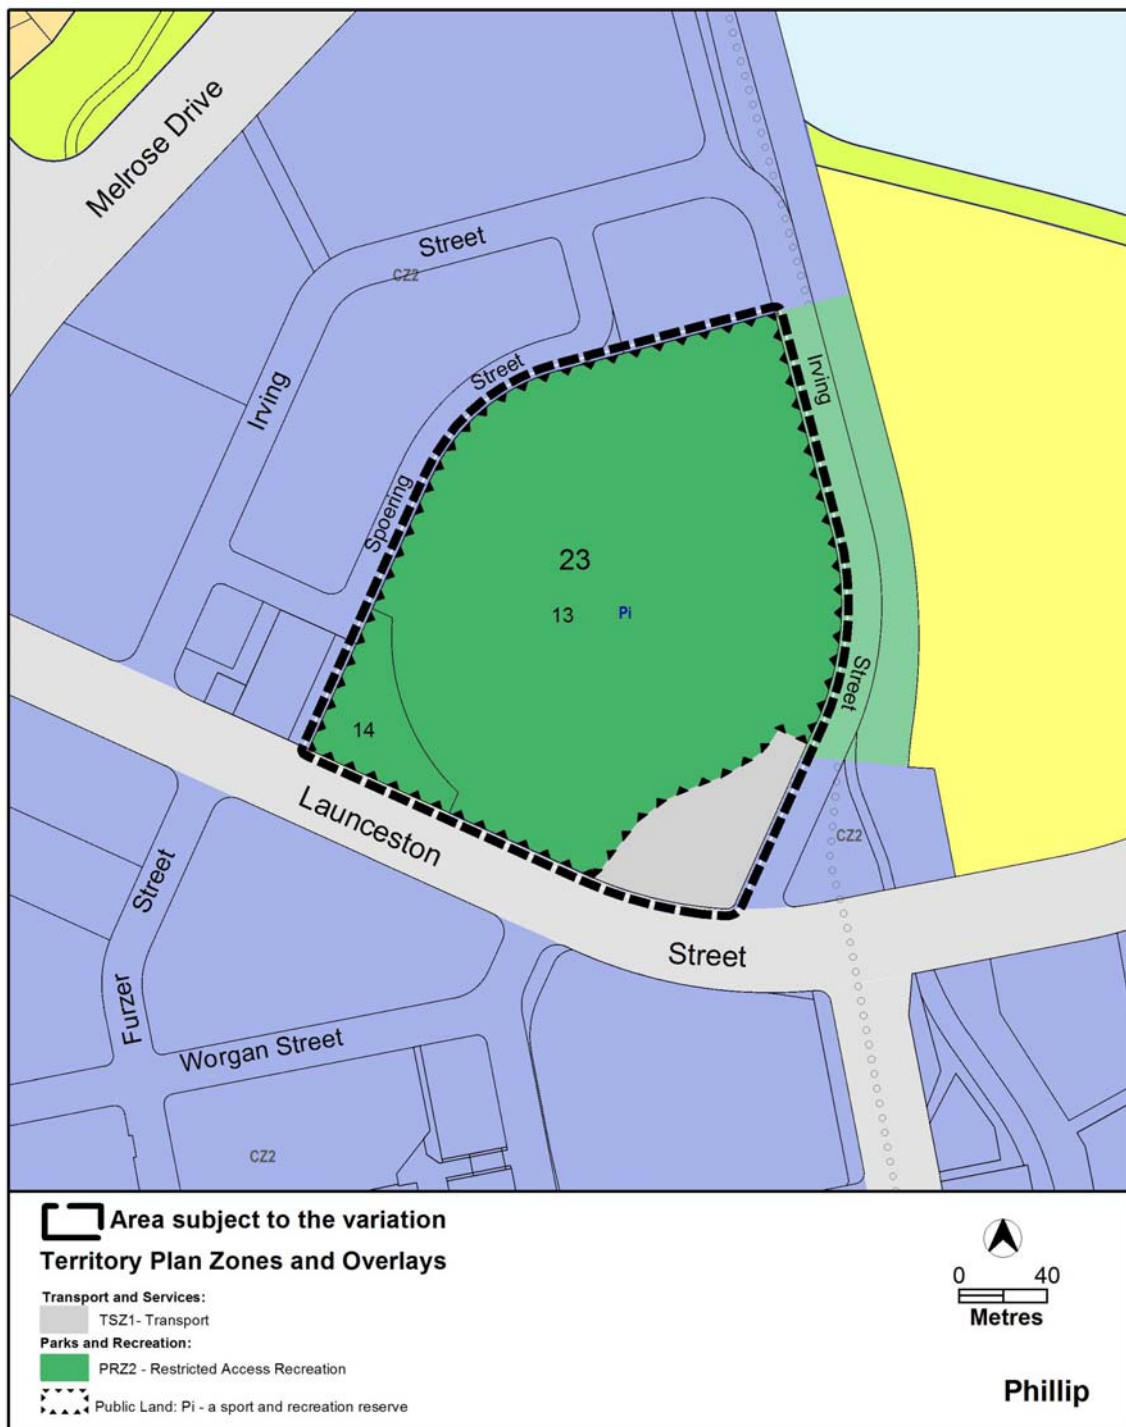 Melrose Drive
Street
CZ2
Irving
Street
Irving
Spoering
23
13
Pi
Street
14
Launceston
CZ2
Street
Street
Furzer
Worgan Street
CZ2
Area subject to the variation
Territory Plan Zones and Overlays
Transport and Services:
TSZ1- Transport
Parks and Recreation:
PRZ2 - Restricted Access Recreation
Public Land: Pi - a sport and recreation reserve
0 40
Metres
Phillip